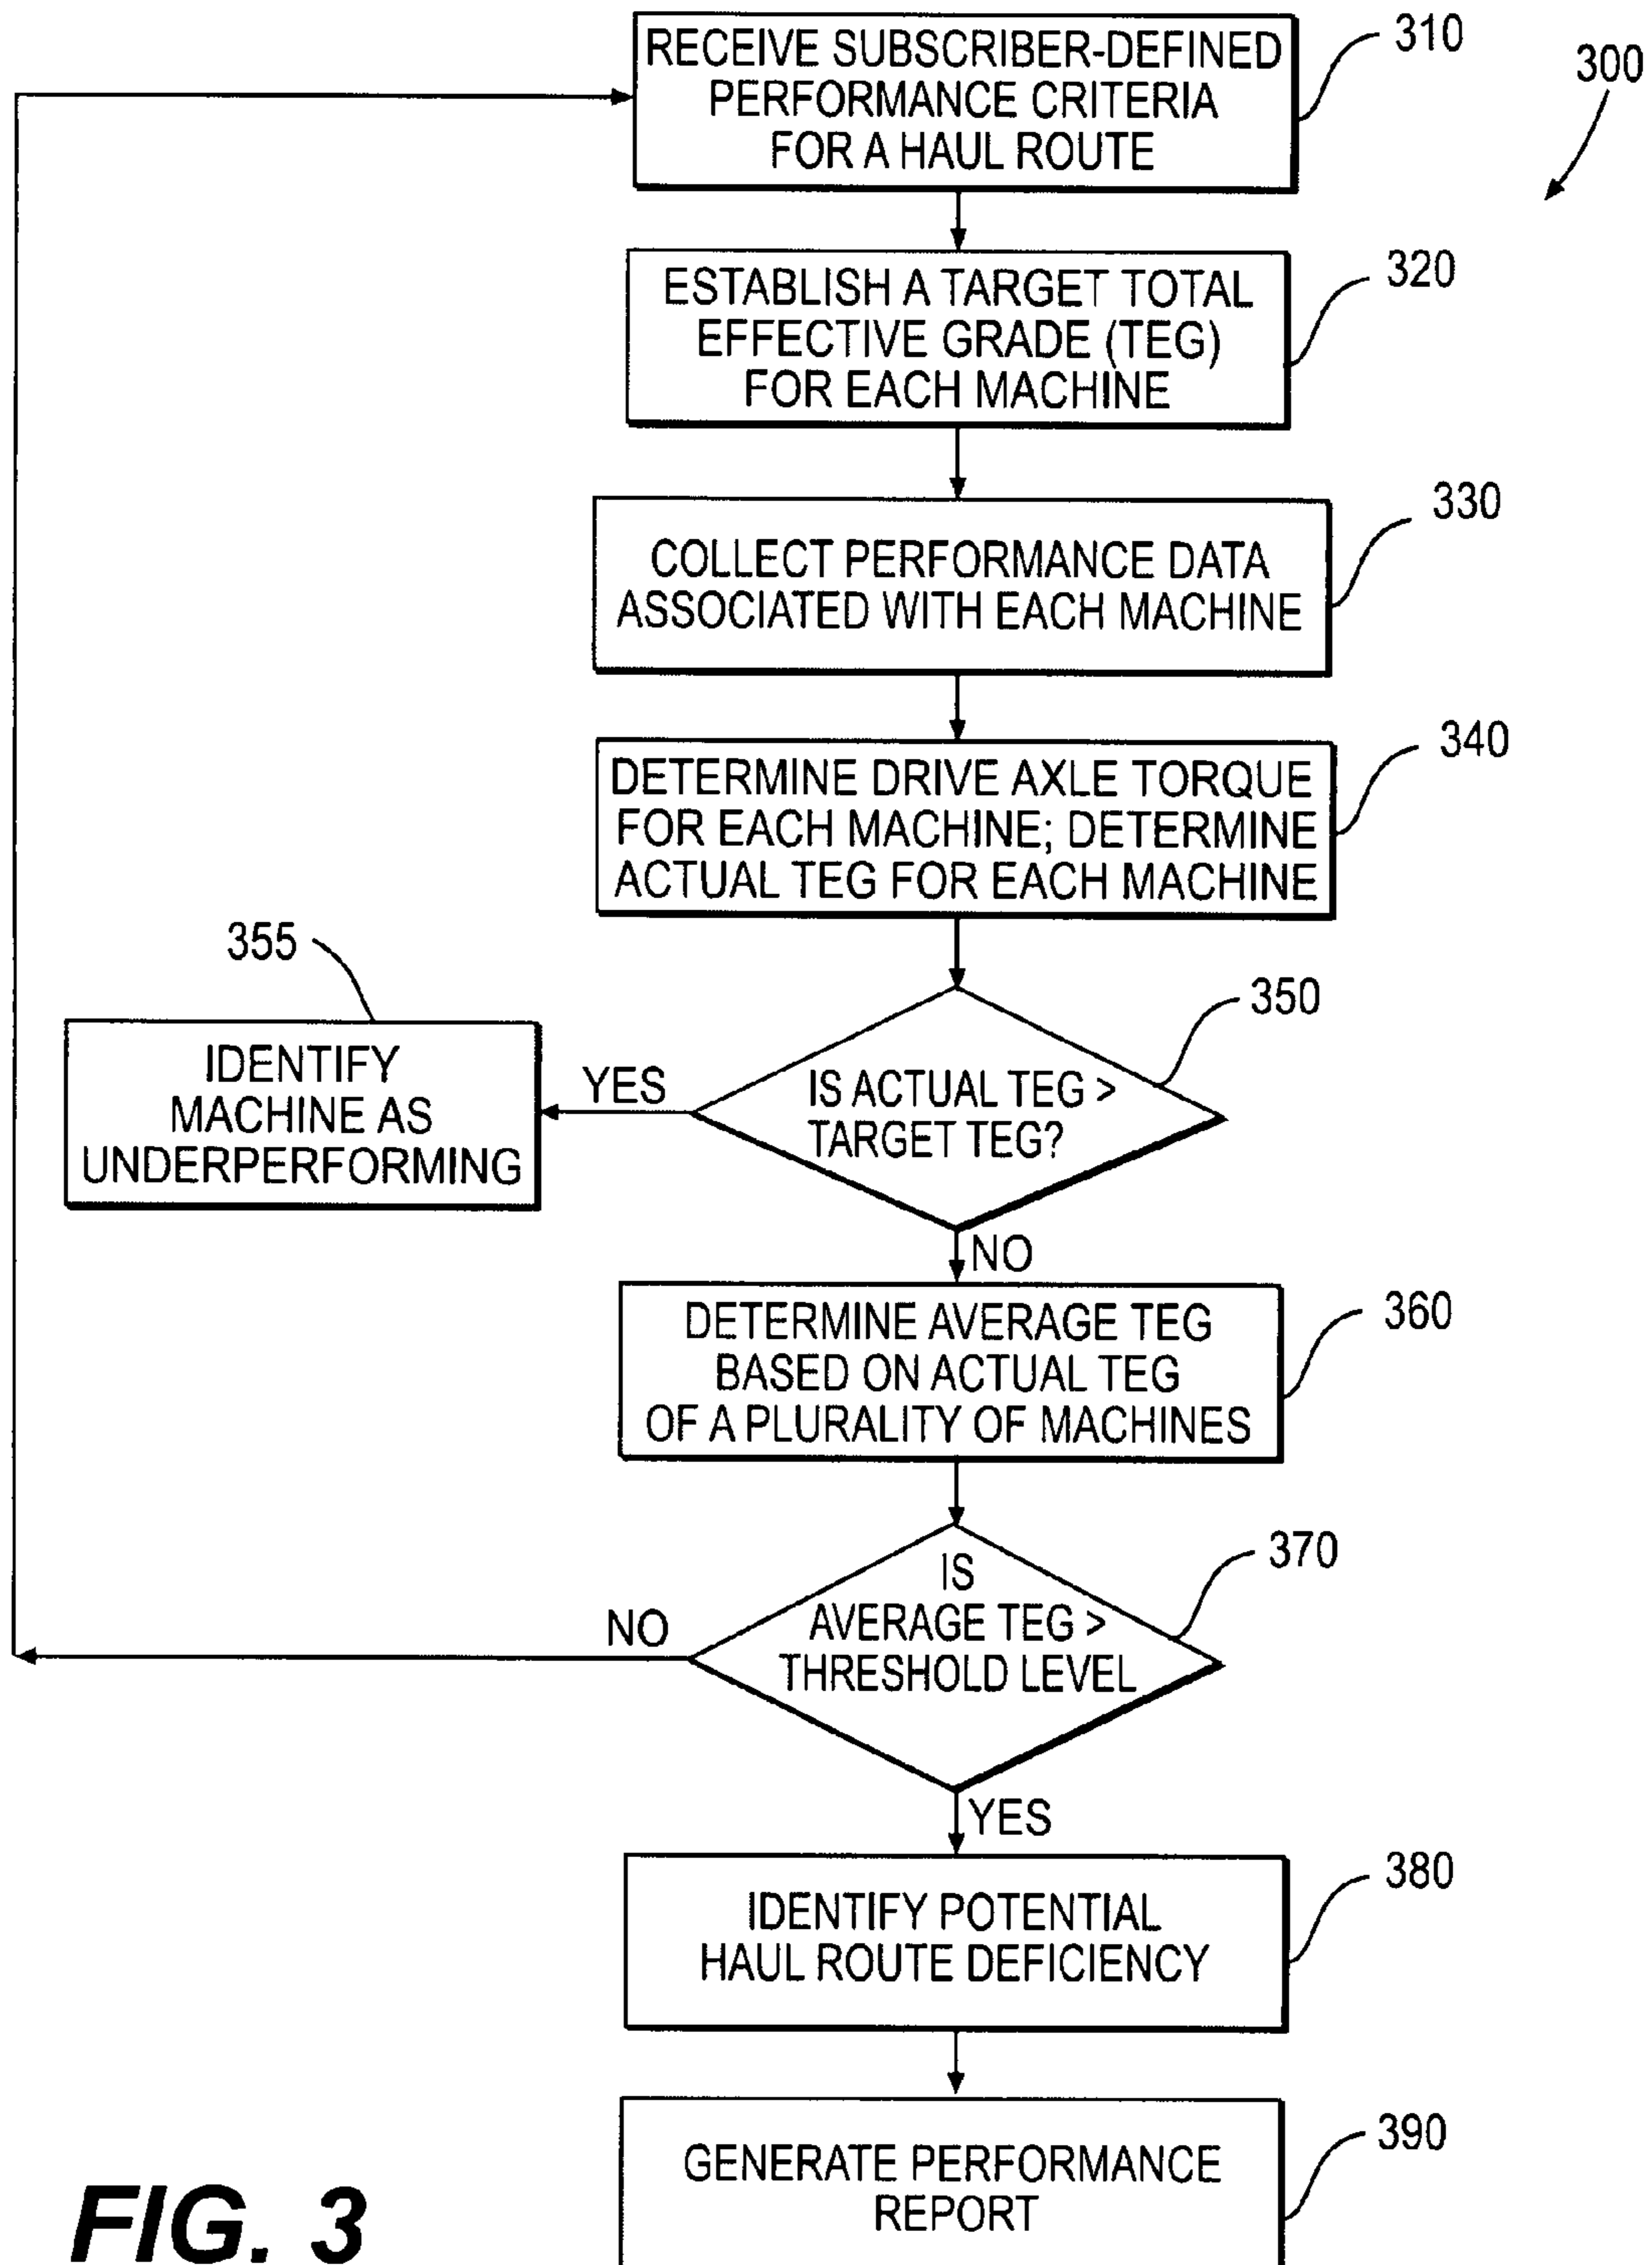 RECEIVE SUBSCRIBER-DEFINED
PERFORMANCE CRITERIA
FOR A HAUL ROUTE
310
300
ESTABLISH A TARGET TOTAL
EFFECTIVE GRADE (TEG)
FOR EACH MACHINE
320
COLLECT PERFORMANCE DATA
ASSOCIATED WITH EACH MACHINE
330
DETERMINE DRIVE AXLE TORQUE
FOR EACH MACHINE; DETERMINE
ACTUAL TEG FOR EACH MACHINE
340
355
IDENTIFY
MACHINE AS
UNDERPERFORMING
YES
IS ACTUAL TEG >
TARGET TEG?
350
NO
DETERMINE AVERAGE TEG
BASED ON ACTUAL TEG
OF A PLURALITY OF MACHINES
360
IS
AVERAGE TEG >
THRESHOLD LEVEL
370
NO
YES
IDENTIFY POTENTIAL
HAUL ROUTE DEFICIENCY
380
GENERATE PERFORMANCE
REPORT
390
FIG. 3